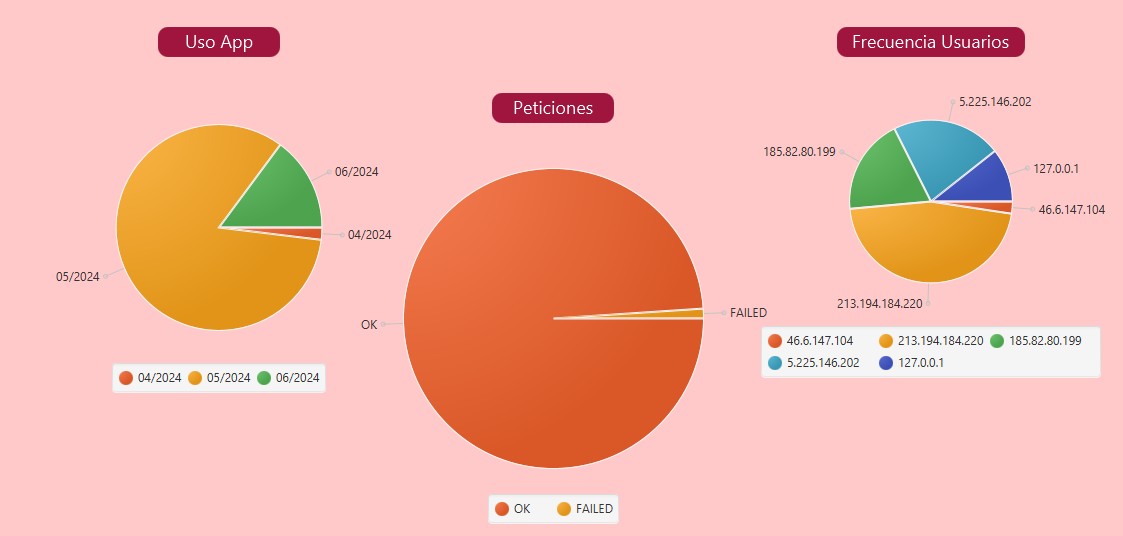 Uso App
06/2024
04/2024
05/2024
04/2024 05/2024 06/2024
Peticiones
OK
FAILED
OK FAILED
Frecuencia Usuarios
5.225.146.202
185.82.80.199
127.0.0.1
46.6.147.104
213.194.184.220
46.6.147.104 213.194.184.220 185.82.80.199
5.225.146.202 127.0.0.1